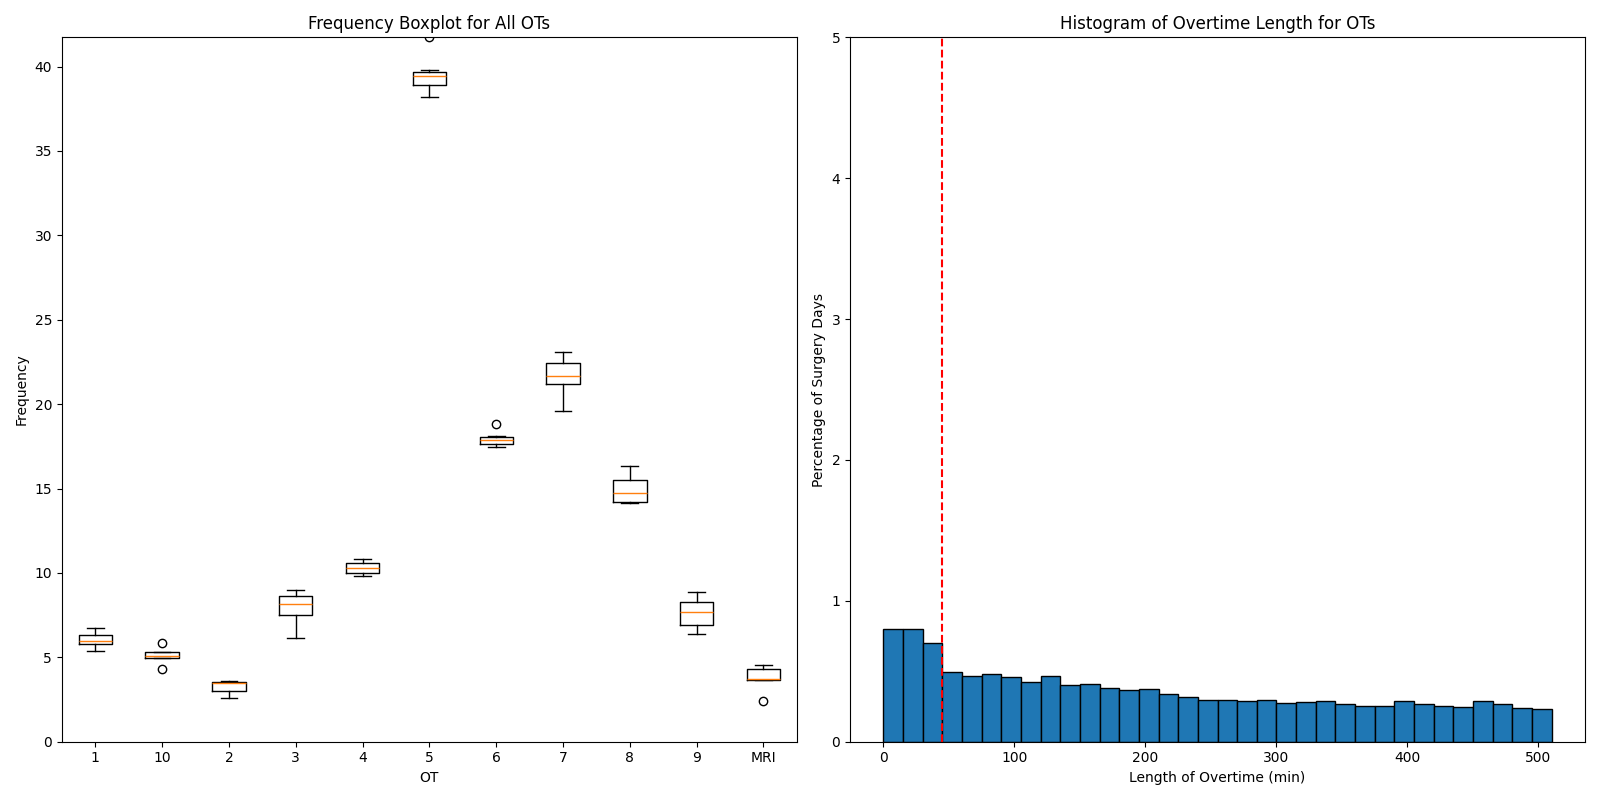 Frequency Boxplot for All OTs
Frequency
40
35
30
25
20
15
10
5
0
1 10 2 3 4 5 6 7 8 9 MRI
OT
Histogram of Overtime Length for OTs
Percentage of Surgery Days
5
4
3
2
1
0
0 100 200 300 400 500
Length of Overtime (min)